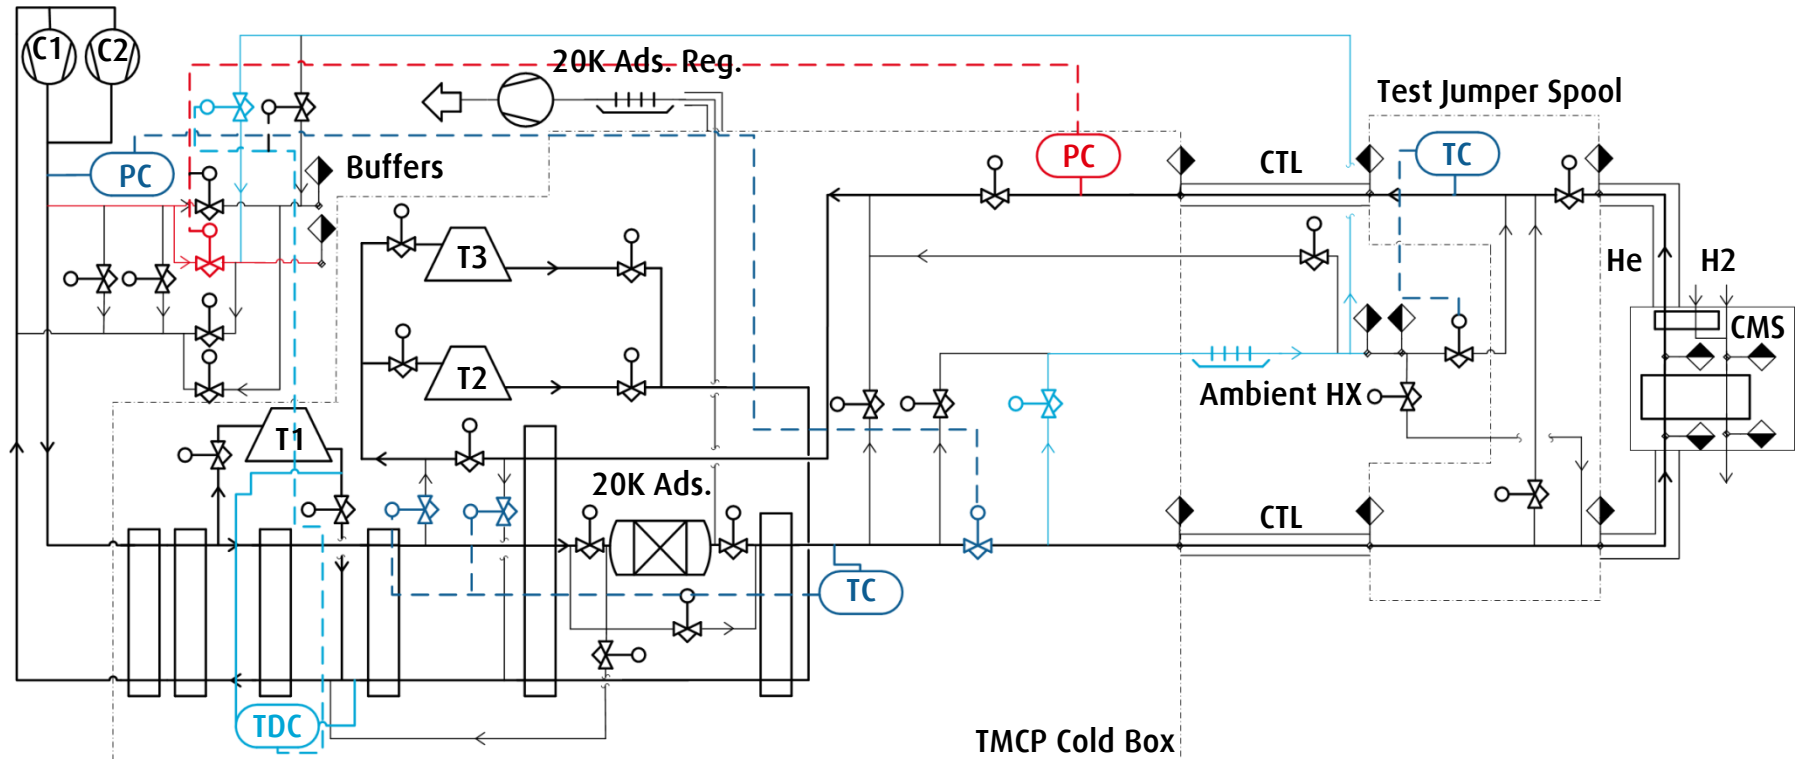 C1
C2
20K Ads. Reg.
Test Jumper Spool
PC
Buffers
PC
CTL
TC
T3
He
H2
CMS
T2
Ambient HX
T1
20K Ads.
CTL
TC
TDC
TMCP Cold Box